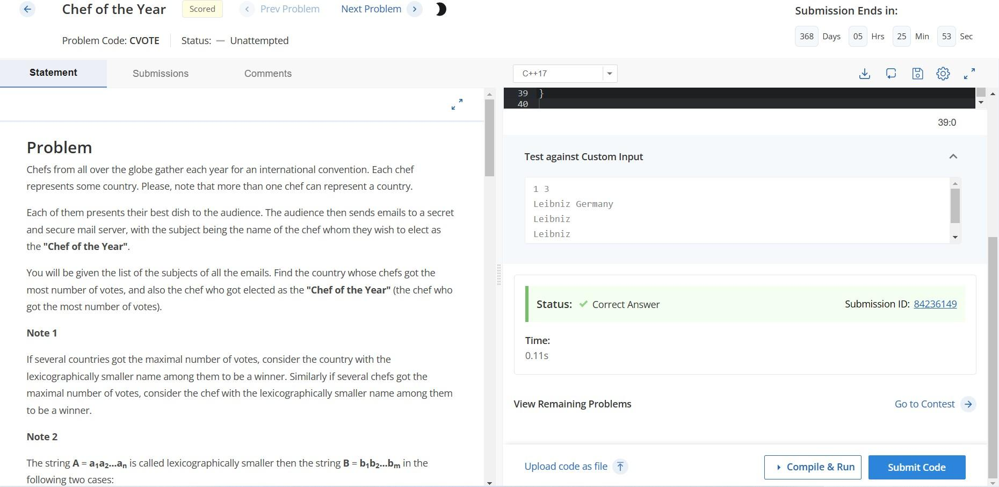 Chef of the Year Scored Prev Problem Next Problem
Submission Ends in:
Problem Code: CVOTE Status: — Unattempted
368 Days 05 Hrs 25 Min 53 Sec
Statement Submissions Comments
C++17
39 }
40
39:0
Problem
Chefs from all over the globe gather each year for an international convention. Each chef
represents some country. Please, note that more than one chef can represent a country.
Each of them presents their best dish to the audience. The audience then sends emails to a secret
and secure mail server, with the subject being the name of the chef whom they wish to elect as
the "Chef of the Year".
You will be given the list of the subjects of all the emails. Find the country whose chefs got the
most number of votes, and also the chef who got elected as the "Chef of the Year" (the chef who
got the most number of votes).
Note 1
If several countries got the maximal number of votes, consider the country with the
lexicographically smaller name among them to be a winner. Similarly if several chefs got the
maximal number of votes, consider the chef with the lexicographically smaller name among them
to be a winner.
Note 2
The string A = a₁a₂...aₙ is called lexicographically smaller then the string B = b₁b₂...bₘ in the
following two cases:
Test against Custom Input
1 3
Leibniz Germany
Leibniz
Leibniz
Status: ✓ Correct Answer Submission ID: 84236149
Time:
0.11s
View Remaining Problems Go to Contest
Upload code as file Compile & Run Submit Code